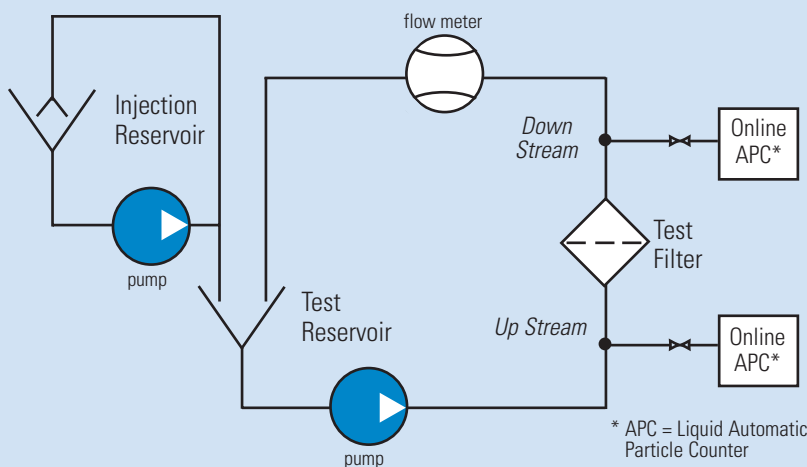 flow meter
Injection
Reservoir
Down
Stream
Online
APC*
pump
Test
Filter
Test
Reservoir
Up Stream
Online
APC*
pump
* APC = Liquid Automatic
Particle Counter